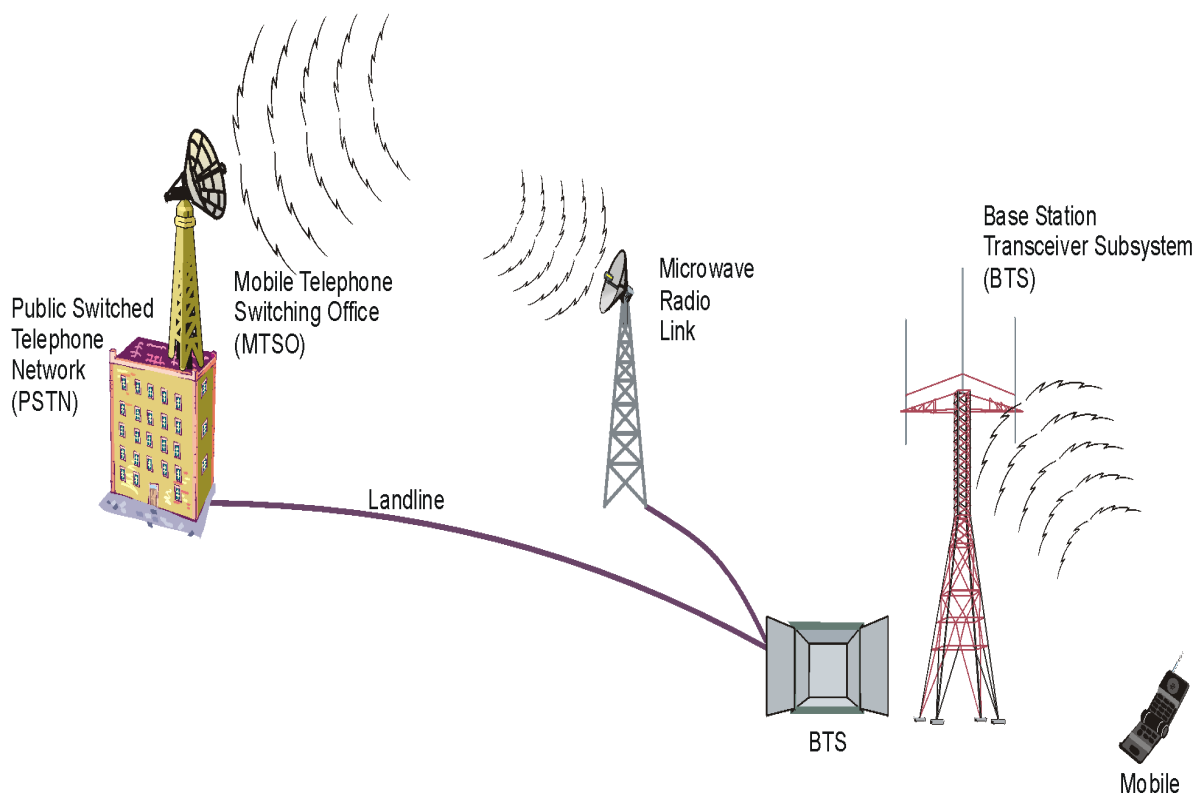 Public Switched
Telephone
Network
(PSTN)
Mobile Telephone
Switching Office
(MTSO)
Microwave
Radio
Link
Base Station
Transceiver Subsystem
(BTS)
Landline
BTS
Mobile